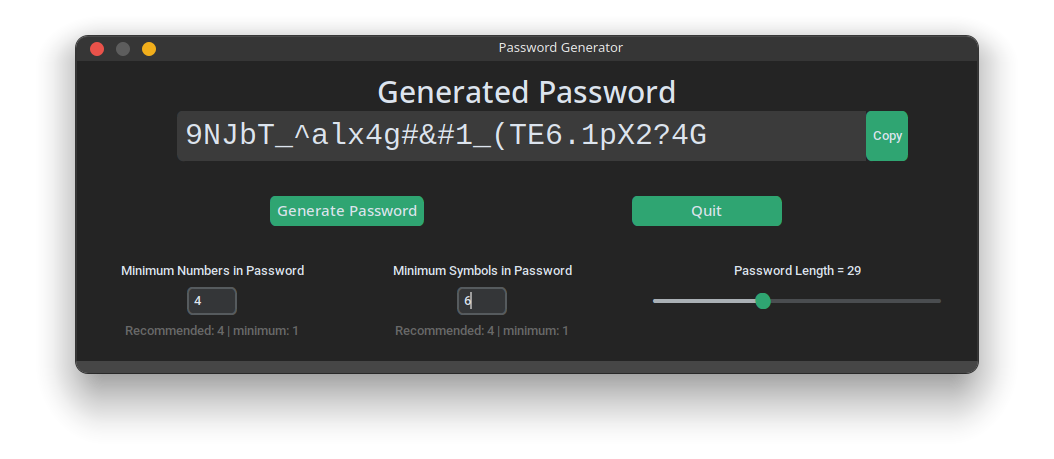 Password Generator
Generated Password
9NJbT_^alx4g#&#1_(TE6.1pX2?4G
Copy
Generate Password
Quit
Minimum Numbers in Password
Minimum Symbols in Password
Password Length = 29
4
6
Recommended: 4 | minimum: 1
Recommended: 4 | minimum: 1